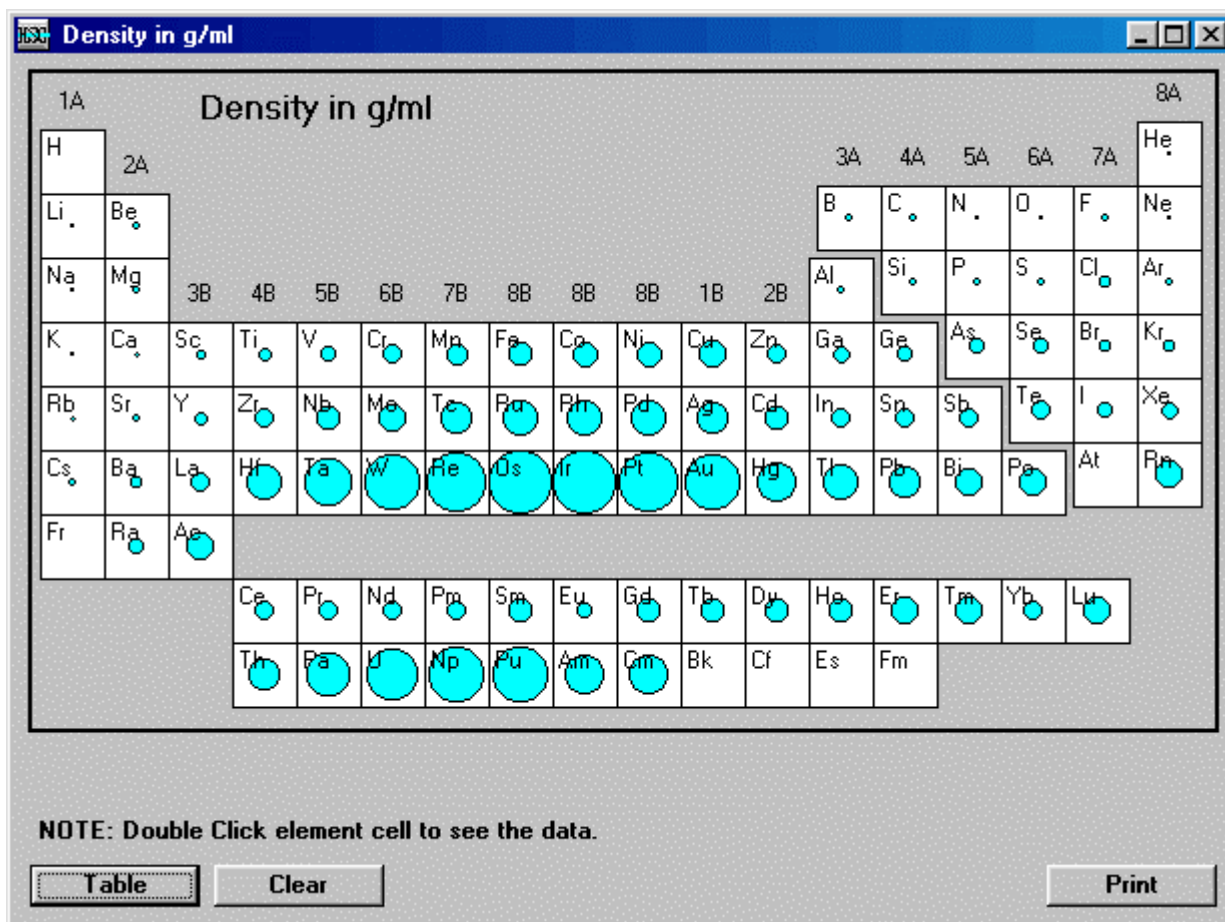 Density in g/ml
1A 8A
Density in g/ml
H 2A 3A 4A 5A 6A 7A He
Li Be B C N O F Ne
Na Mg 3B 4B 5B 6B 7B 8B 8B 8B 1B 2B Al Si P S Cl Ar
K Ca Sc Ti V Cr Mn Fe Co Ni Cu Zn Ga Ge As Se Br Kr
Rb Sr Y Zr Nb Mo Tc Ru Rh Pd Ag Cd In Sn Sb Te I Xe
Cs Ba La Hf Ta W Re Os Ir Pt Au Hg Tl Pb Bi Po At Rn
Fr Ra Ac
Ce Pr Nd Pm Sm Eu Gd Tb Dy Ho Er Tm Yb Lu
Th Pa U Np Pu Am Cm Bk Cf Es Fm
NOTE: Double Click element cell to see the data.
Table Clear Print